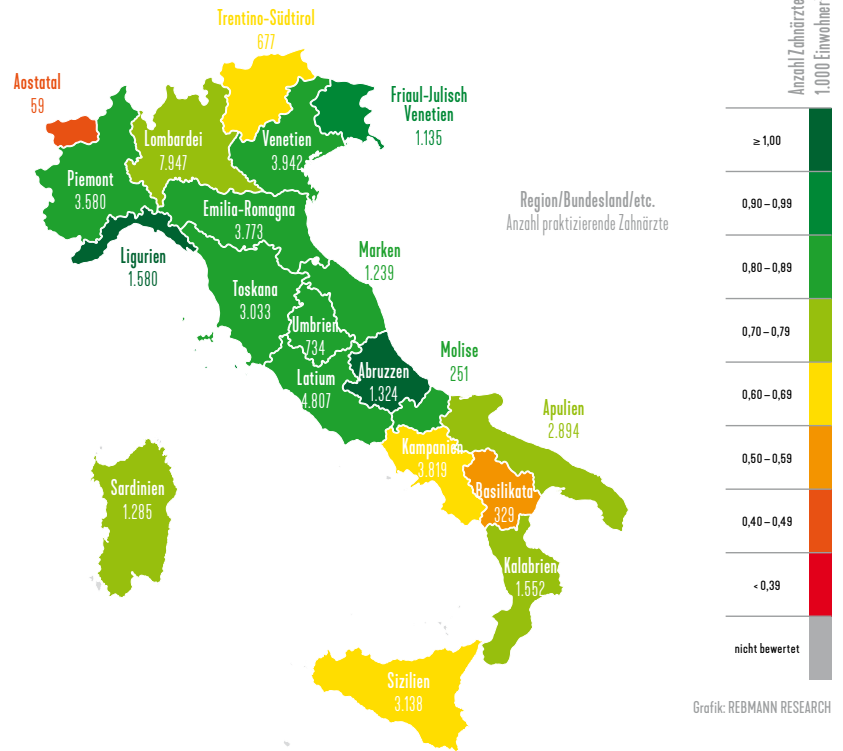 Trentino-Südtirol
677
Aostatal
59
Friaul-Julisch
Venetien
1.135
Lombardei
7.947
Venetien
3.942
Piemont
3.580
Emilia-Romagna
3.773
Ligurien
1.580
Marken
1.239
Toskana
3.033
Umbrien
734
Latium
4.807
Abruzzen
1.324
Molise
251
Apulien
2.894
Kampanien
3.819
Basilikata
329
Sardinien
1.285
Kalabrien
1.552
Sizilien
3.138
Region/Bundesland/etc.
Anzahl praktizierende Zahnärzte
Anzahl Zahnärzte
1.000 Einwohner
≥ 1,00
0,90 – 0,99
0,80 – 0,89
0,70 – 0,79
0,60 – 0,69
0,50 – 0,59
0,40 – 0,49
< 0,39
nicht bewertet
Grafik: REBMANN RESEARCH